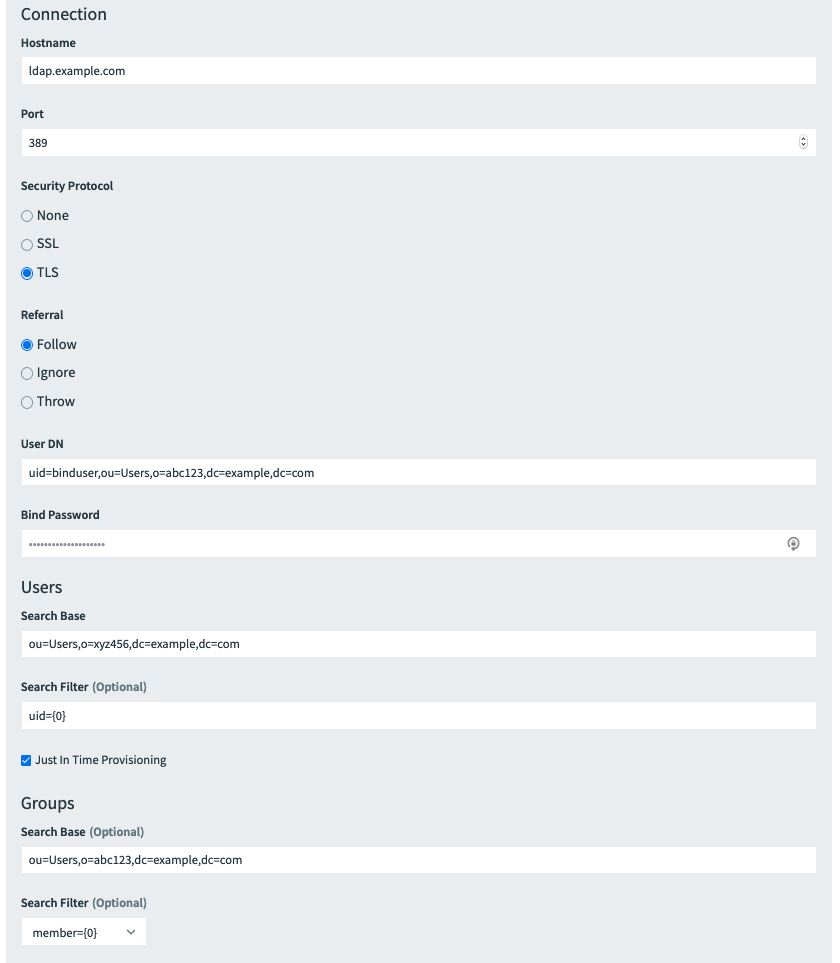 Connection
Hostname
ldap.example.com
Port
389
Security Protocol
None
SSL
TLS
Referral
Follow
Ignore
Throw
User DN
uid=binduser,ou=Users,o=abc123,dc=example,dc=com
Bind Password
••••••••••••••••••••
Users
Search Base
ou=Users,o=xyz456,dc=example,dc=com
Search Filter (Optional)
uid={0}
Just In Time Provisioning
Groups
Search Base (Optional)
ou=Users,o=abc123,dc=example,dc=com
Search Filter (Optional)
member={0}